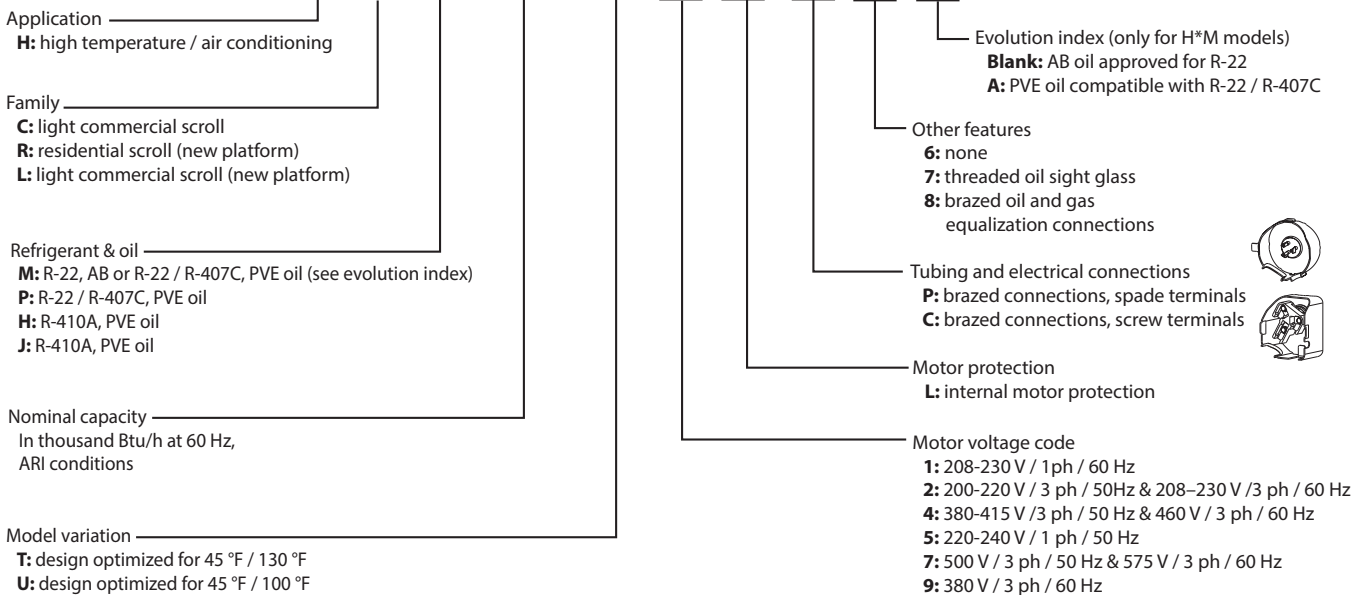 Application
H: high temperature / air conditioning
Family
C: light commercial scroll
R: residential scroll (new platform)
L: light commercial scroll (new platform)
Refrigerant & oil
M: R-22, AB or R-22 / R-407C, PVE oil (see evolution index)
P: R-22 / R-407C, PVE oil
H: R-410A, PVE oil
J: R-410A, PVE oil
Nominal capacity
In thousand Btu/h at 60 Hz,
ARI conditions
Model variation
T: design optimized for 45 °F / 130 °F
U: design optimized for 45 °F / 100 °F
Evolution index (only for H*M models)
Blank: AB oil approved for R-22
A: PVE oil compatible with R-22 / R-407C
Other features
6: none
7: threaded oil sight glass
8: brazed oil and gas
equalization connections
Tubing and electrical connections
P: brazed connections, spade terminals
C: brazed connections, screw terminals
Motor protection
L: internal motor protection
Motor voltage code
1: 208-230 V / 1ph / 60 Hz
2: 200-220 V / 3 ph / 50Hz & 208–230 V /3 ph / 60 Hz
4: 380-415 V /3 ph / 50 Hz & 460 V / 3 ph / 60 Hz
5: 220-240 V / 1 ph / 50 Hz
7: 500 V / 3 ph / 50 Hz & 575 V / 3 ph / 60 Hz
9: 380 V / 3 ph / 60 Hz